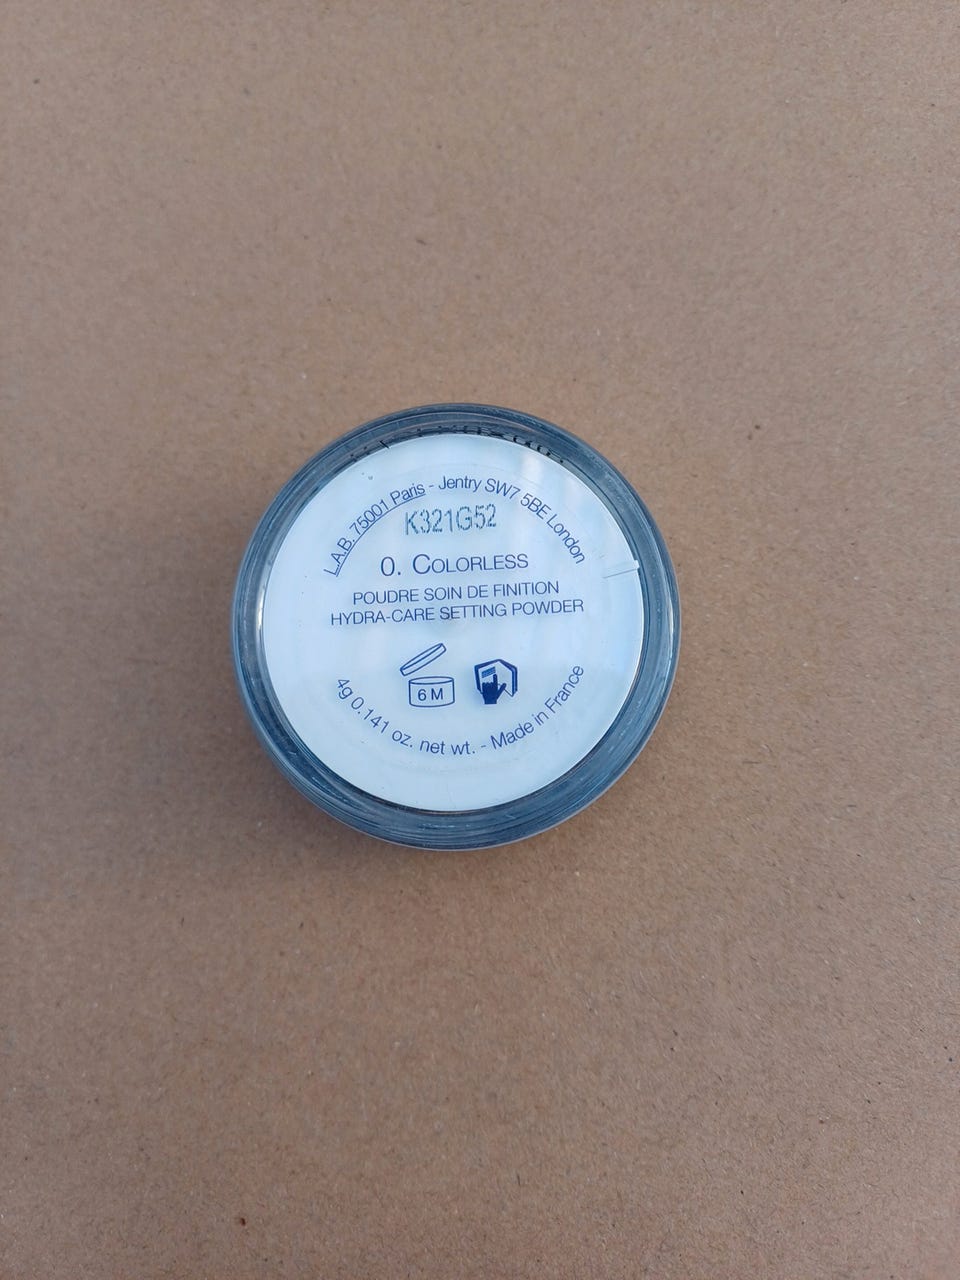 L.A.B. 75001 Paris - Jentry SW7 5BE London
K321G52
0. COLORLESS
POUDRE SOIN DE FINITION
HYDRA-CARE SETTING POWDER
6 M
4g 0.141 oz. net wt. - Made in France